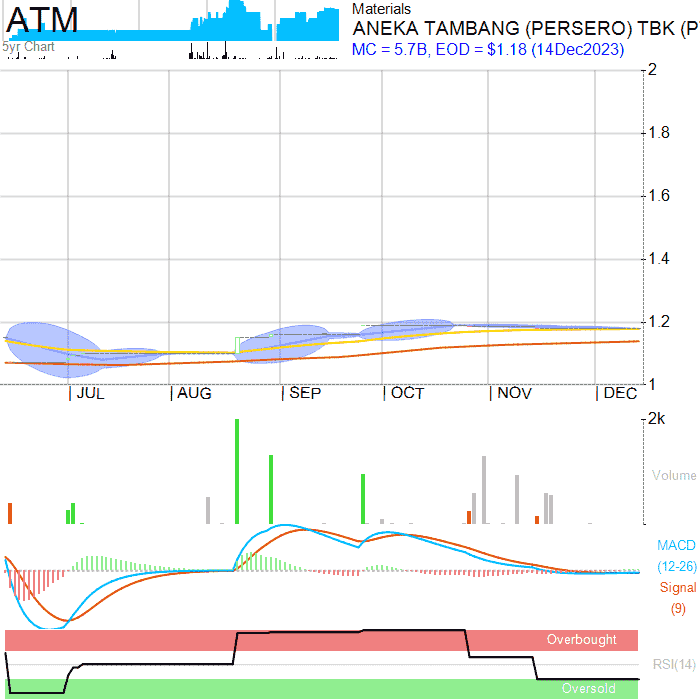 ATM
5yr Chart
Materials
ANEKA TAMBANG (PERSERO) TBK (P
MC = 5.7B, EOD = $1.18 (14Dec2023)
2
1.8
1.6
1.4
1.2
1
JUL
AUG
SEP
OCT
NOV
DEC
2k
Volume
MACD
(12-26)
Signal
(9)
Overbought
RSI(14)
Oversold